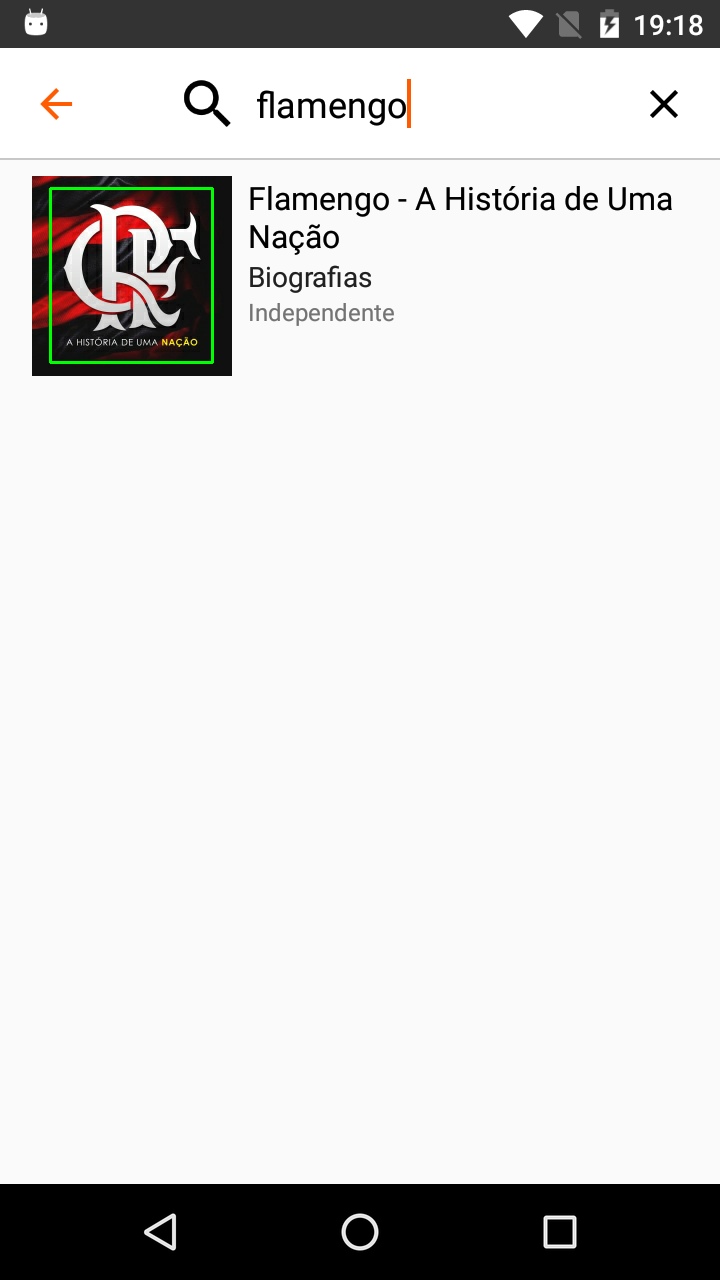 19:18
flamengo
Flamengo - A História de Uma
Nação
Biografias
Independente
CRF
A HISTÓRIA DE UMA NAÇÃO